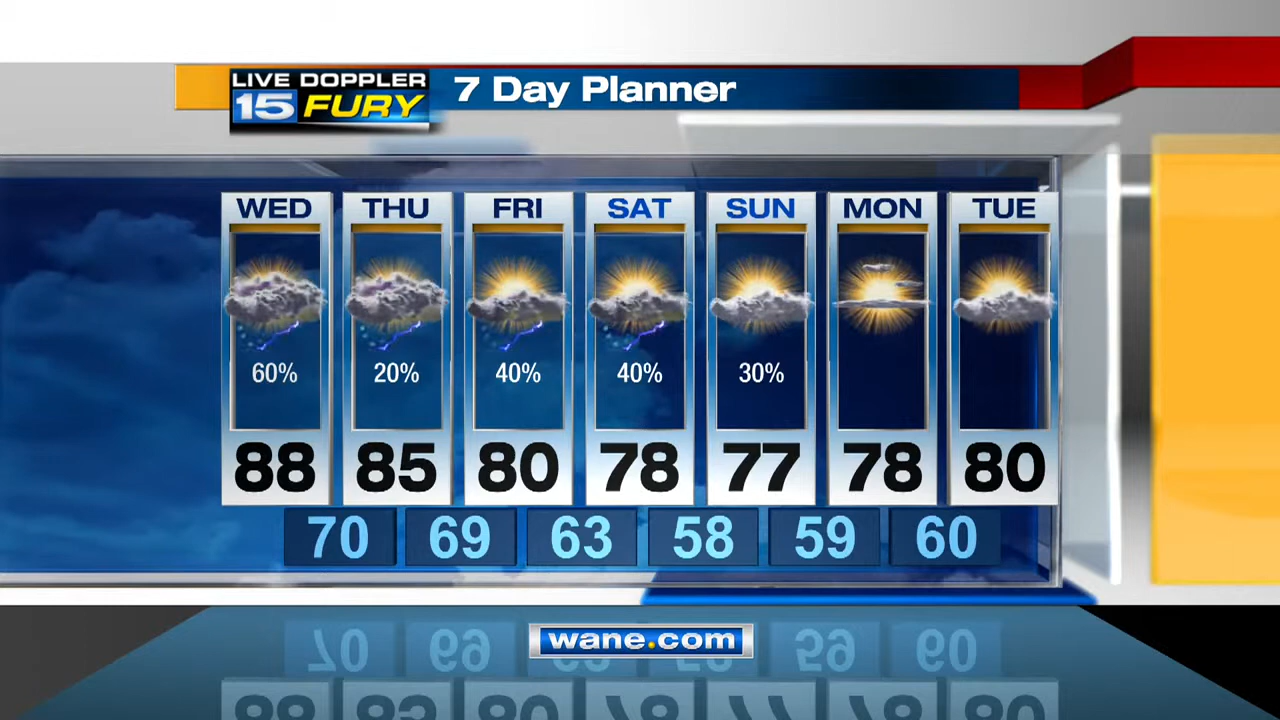 LIVE DOPPLER
15 FURY
7 Day Planner
WED THU FRI SAT SUN MON TUE
60% 20% 40% 40% 30%
88 85 80 78 77 78 80
70 69 63 58 59 60
wane.com